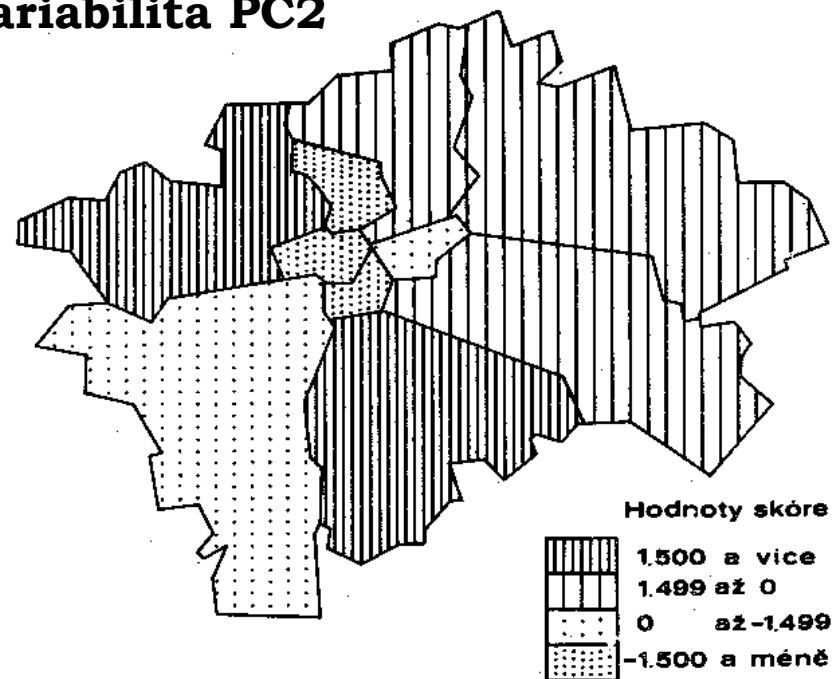 ariabilita PC2
Hodnoty skóre
1.500 a více
1.499 až 0
0 až-1.499
-1.500 a méně